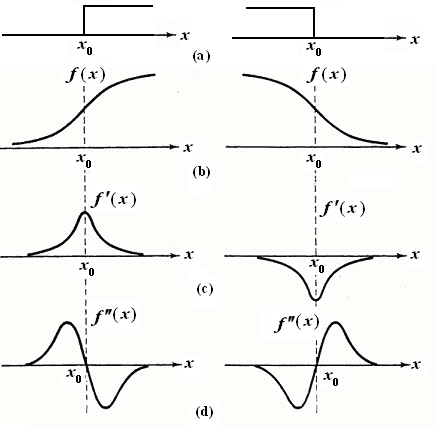 x₀ x x₀ x
(a)
f(x) f(x)
x₀ x x₀ x
(b)
f′(x) f′(x)
x₀ x x₀ x
(c)
f″(x) f″(x)
x₀ x x₀ x
(d)